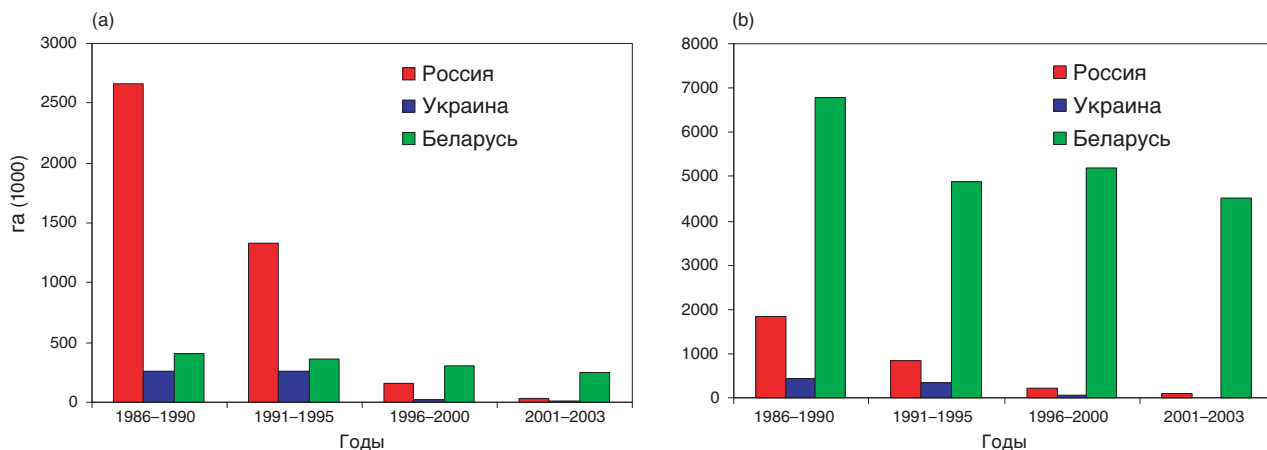 (a)
3000
2500
2000
1500
1000
500
0
га (1000)
Россия
Украина
Беларусь
1986–1990 1991–1995 1996–2000 2001–2003
Годы
(b)
8000
7000
6000
5000
4000
3000
2000
1000
0
Россия
Украина
Беларусь
1986–1990 1991–1995 1996–2000 2001–2003
Годы